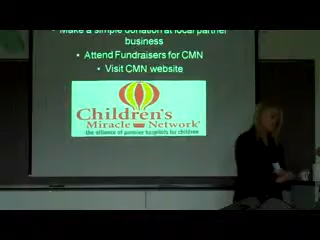 Make a simple donation at local partner
business
• Attend Fundraisers for CMN
• Visit CMN website
Children's
Miracle Network®
the alliance of premier hospitals for children